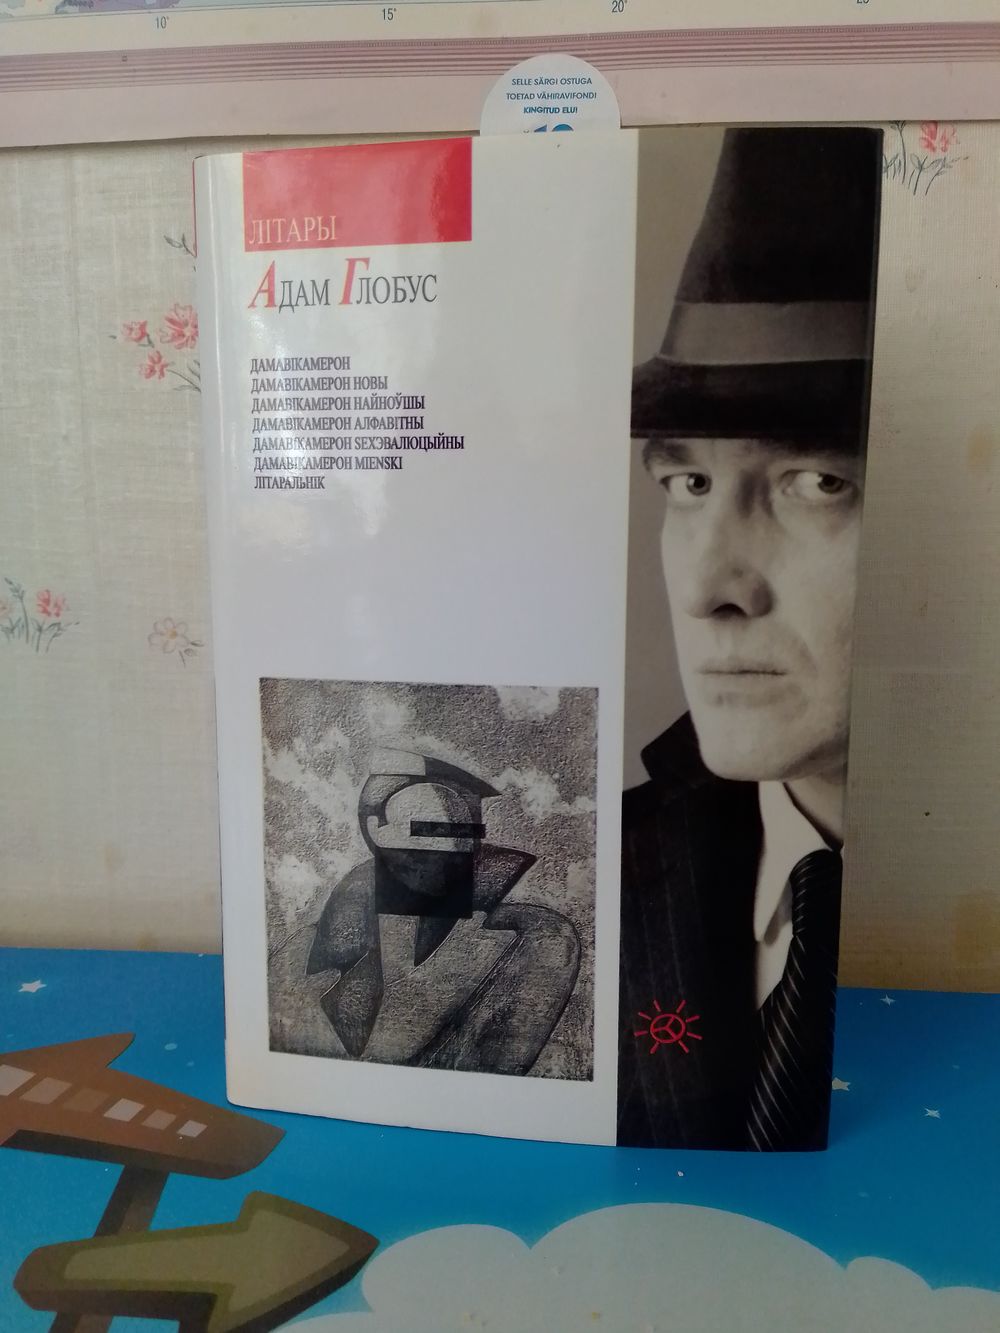 10°
15°
20°
SELLE SÄRGI OSTUGA
TOETAD VÄHIRAVIFONDI
KINGITUD ELU!
ЛІТАРЫ
АДАМ ГЛОБУС
ДАМАВІКАМЕРОН
ДАМАВІКАМЕРОН НОВЫ
ДАМАВІКАМЕРОН НАЙНОЎШЫ
ДАМАВІКАМЕРОН АЛФАВІТНЫ
ДАМАВІКАМЕРОН SEXЭВАЛЮЦЫЙНЫ
ДАМАВІКАМЕРОН MIENSKI
ЛІТАРАЛЬНІК